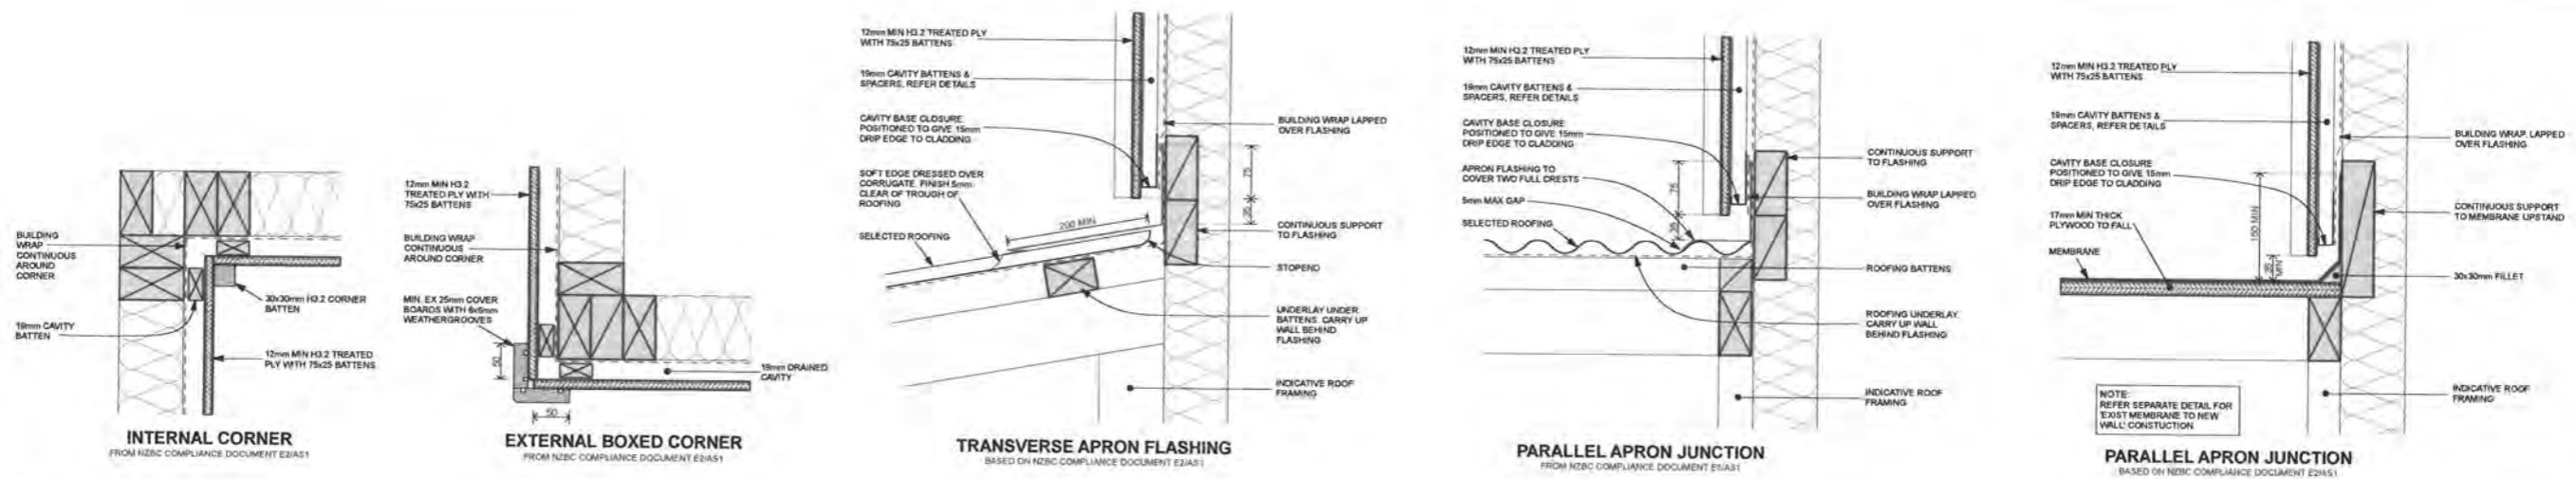 BUILDING
WRAP
CONTINUOUS
AROUND
CORNER
30x30mm H3.2 CORNER
BATTEN
19mm CAVITY
BATTEN
12mm MIN H3.2 TREATED
PLY WITH 75x25 BATTENS
INTERNAL CORNER
FROM NZBC COMPLIANCE DOCUMENT E2/AS1
12mm MIN H3.2
TREATED PLY WITH
75x25 BATTENS
BUILDING WRAP
CONTINUOUS
AROUND CORNER
MIN. EX 25mm COVER
BOARDS WITH 6x6mm
WEATHERGROOVES
50
50
19mm DRAINED
CAVITY
EXTERNAL BOXED CORNER
FROM NZBC COMPLIANCE DOCUMENT E2/AS1
12mm MIN H3.2 TREATED PLY
WITH 75x25 BATTENS
19mm CAVITY BATTENS &
SPACERS, REFER DETAILS
CAVITY BASE CLOSURE
POSITIONED TO GIVE 15mm
DRIP EDGE TO CLADDING
SOFT EDGE DRESSED OVER
CORRUGATE. FINISH 5mm
CLEAR OF TROUGH OF
ROOFING
SELECTED ROOFING
200 MIN
75
35
BUILDING WRAP LAPPED
OVER FLASHING
CONTINUOUS SUPPORT
TO FLASHING
STOPEND
UNDERLAY UNDER
BATTENS. CARRY UP
WALL BEHIND
FLASHING
INDICATIVE ROOF
FRAMING
TRANSVERSE APRON FLASHING
BASED ON NZBC COMPLIANCE DOCUMENT E2/AS1
12mm MIN H3.2 TREATED PLY
WITH 75x25 BATTENS
19mm CAVITY BATTENS &
SPACERS, REFER DETAILS
CAVITY BASE CLOSURE
POSITIONED TO GIVE 15mm
DRIP EDGE TO CLADDING
APRON FLASHING TO
COVER TWO FULL CRESTS
5mm MAX GAP
SELECTED ROOFING
75
35
CONTINUOUS SUPPORT
TO FLASHING
BUILDING WRAP LAPPED
OVER FLASHING
ROOFING BATTENS
ROOFING UNDERLAY.
CARRY UP WALL
BEHIND FLASHING
INDICATIVE ROOF
FRAMING
PARALLEL APRON JUNCTION
FROM NZBC COMPLIANCE DOCUMENT E2/AS1
12mm MIN H3.2 TREATED PLY
WITH 75x25 BATTENS
19mm CAVITY BATTENS &
SPACERS, REFER DETAILS
CAVITY BASE CLOSURE
POSITIONED TO GIVE 15mm
DRIP EDGE TO CLADDING
17mm MIN THICK
PLYWOOD TO FALL
MEMBRANE
150 MIN
35
MIN
BUILDING WRAP. LAPPED
OVER FLASHING
CONTINUOUS SUPPORT
TO MEMBRANE UPSTAND
30x30mm FILLET
INDICATIVE ROOF
FRAMING
NOTE:
REFER SEPARATE DETAIL FOR
'EXIST MEMBRANE TO NEW
WALL' CONSTUCTION
PARALLEL APRON JUNCTION
BASED ON NZBC COMPLIANCE DOCUMENT E2/AS1